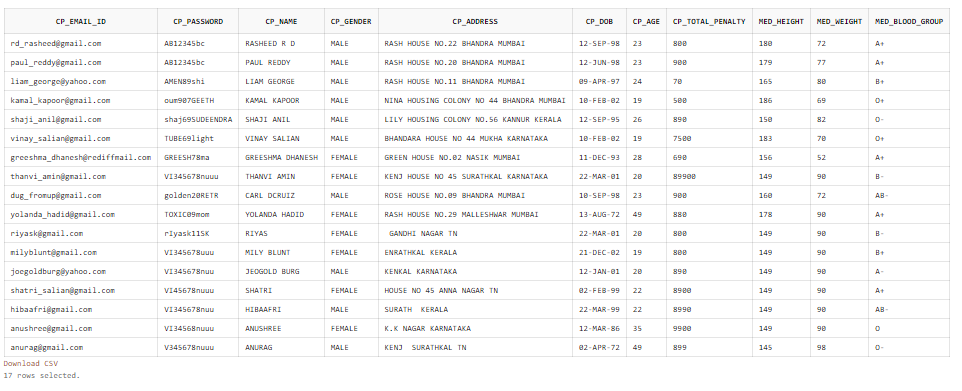 CP_EMAIL_ID CP_PASSWORD CP_NAME CP_GENDER CP_ADDRESS CP_DOB CP_AGE CP_TOTAL_PENALTY MED_HEIGHT MED_WEIGHT MED_BLOOD_GROUP
rd_rasheed@gmail.com AB12345bc RASHEED R D MALE RASH HOUSE NO.22 BHANDRA MUMBAI 12-SEP-98 23 800 180 72 A+
paul_reddy@gmail.com AB12345bc PAUL REDDY MALE RASH HOUSE NO.20 BHANDRA MUMBAI 12-JUN-98 23 900 179 77 A+
liam_george@yahoo.com AMEN89shi LIAM GEORGE MALE RASH HOUSE NO.11 BHANDRA MUMBAI 09-APR-97 24 70 165 80 B+
kamal_kapoor@gmail.com oum907GEETH KAMAL KAPOOR MALE NINA HOUSING COLONY NO 44 BHANDRA MUMBAI 10-FEB-02 19 500 186 69 O+
shaji_anil@gmail.com shaj69SUDEENDRA SHAJI ANIL MALE LILY HOUSING COLONY NO.56 KANNUR KERALA 12-SEP-95 26 890 150 82 O-
vinay_salian@gmail.com TUBE69light VINAY SALIAN MALE BHANDARA HOUSE NO 44 MUKHA KARNATAKA 10-FEB-02 19 7500 183 70 O+
greeshma_dhanesh@rediffmail.com GREESH78ma GREESHMA DHANESH FEMALE GREEN HOUSE NO.02 NASIK MUMBAI 11-DEC-93 28 690 156 52 A+
thanvi_amin@gmail.com VI345678nuuu THANVI AMIN FEMALE KENJ HOUSE NO 45 SURATHKAL KARNATAKA 22-MAR-01 20 89900 149 90 B-
dug_fromup@gmail.com golden20RETR CARL DCRUIZ MALE ROSE HOUSE NO.09 BHANDRA MUMBAI 10-SEP-98 23 900 160 72 AB-
yolanda_hadid@gmail.com TOXIC09mom YOLANDA HADID FEMALE RASH HOUSE NO.29 MALLESHWAR MUMBAI 13-AUG-72 49 880 178 90 A+
riyask@gmail.com rIyask11SK RIYAS FEMALE GANDHI NAGAR TN 22-MAR-01 20 800 149 90 B-
milyblunt@gmail.com VI345678nuuu MILY BLUNT FEMALE ENRATHKAL KERALA 21-DEC-02 19 800 149 90 B+
joegoldburg@yahoo.com VI345678nuuu JEOGOLD BURG MALE KENKAL KARNATAKA 12-JAN-01 20 890 149 90 A-
shatri_salian@gmail.com VI45678nuuu SHATRI FEMALE HOUSE NO 45 ANNA NAGAR TN 02-FEB-99 22 8900 149 90 A+
hibaafri@gmail.com VI345678nuu HIBAAFRI MALE SURATH KERALA 22-MAR-99 22 8990 149 90 AB-
anushree@gmail.com VI34568nuuu ANUSHREE FEMALE K.K NAGAR KARNATAKA 12-MAR-86 35 9900 149 90 O
anurag@gmail.com V345678nuuu ANURAG MALE KENJ SURATHKAL TN 02-APR-72 49 899 145 98 O-
Download CSV
17 rows selected.